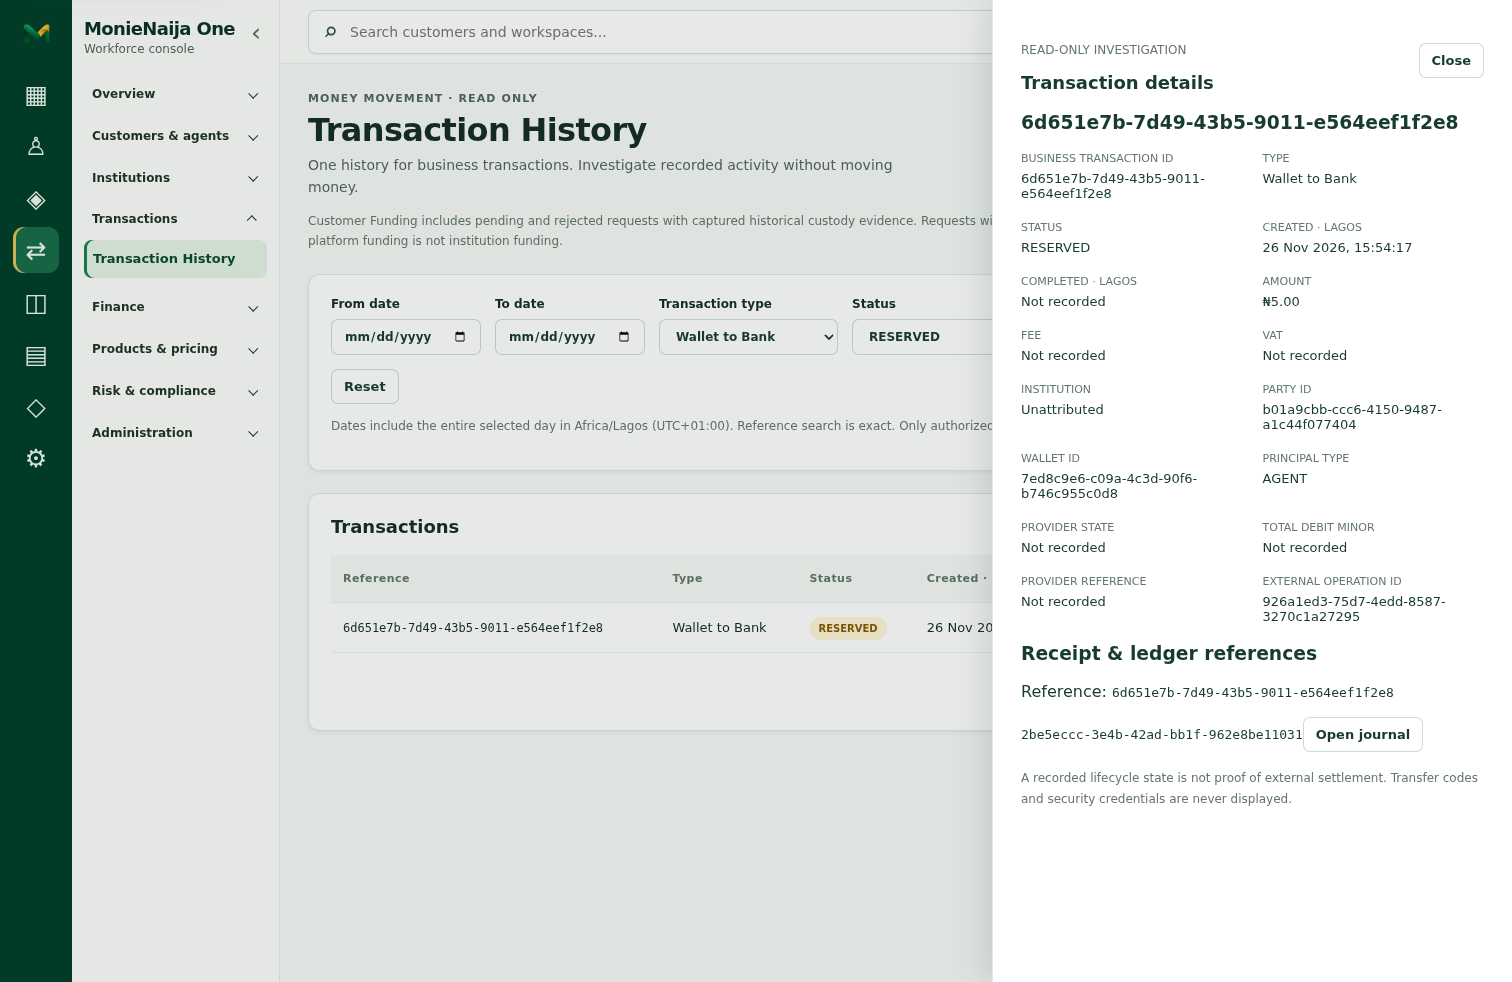 MonieNaija One
Workforce console
Overview
Customers & agents
Institutions
Transactions
Transaction History
Finance
Products & pricing
Risk & compliance
Administration
Search customers and workspaces...
MONEY MOVEMENT · READ ONLY
Transaction History
One history for business transactions. Investigate recorded activity without moving
money.
Customer Funding includes pending and rejected requests with captured historical custody evidence. Requests wi
platform funding is not institution funding.
From date
To date
Transaction type
Status
mm/dd/yyyy
mm/dd/yyyy
Wallet to Bank
RESERVED
Reset
Dates include the entire selected day in Africa/Lagos (UTC+01:00). Reference search is exact. Only authorized
Transactions
Reference
Type
Status
Created ·
6d651e7b-7d49-43b5-9011-e564eef1f2e8
Wallet to Bank
RESERVED
26 Nov 20
READ-ONLY INVESTIGATION
Close
Transaction details
6d651e7b-7d49-43b5-9011-e564eef1f2e8
BUSINESS TRANSACTION ID
6d651e7b-7d49-43b5-9011-
e564eef1f2e8
TYPE
Wallet to Bank
STATUS
RESERVED
CREATED · LAGOS
26 Nov 2026, 15:54:17
COMPLETED · LAGOS
Not recorded
AMOUNT
₦5.00
FEE
Not recorded
VAT
Not recorded
INSTITUTION
Unattributed
PARTY ID
b01a9cbb-ccc6-4150-9487-
a1c44f077404
WALLET ID
7ed8c9e6-c09a-4c3d-90f6-
b746c955c0d8
PRINCIPAL TYPE
AGENT
PROVIDER STATE
Not recorded
TOTAL DEBIT MINOR
Not recorded
PROVIDER REFERENCE
Not recorded
EXTERNAL OPERATION ID
926a1ed3-75d7-4edd-8587-
3270c1a27295
Receipt & ledger references
Reference: 6d651e7b-7d49-43b5-9011-e564eef1f2e8
2be5eccc-3e4b-42ad-bb1f-962e8be11031
Open journal
A recorded lifecycle state is not proof of external settlement. Transfer codes
and security credentials are never displayed.